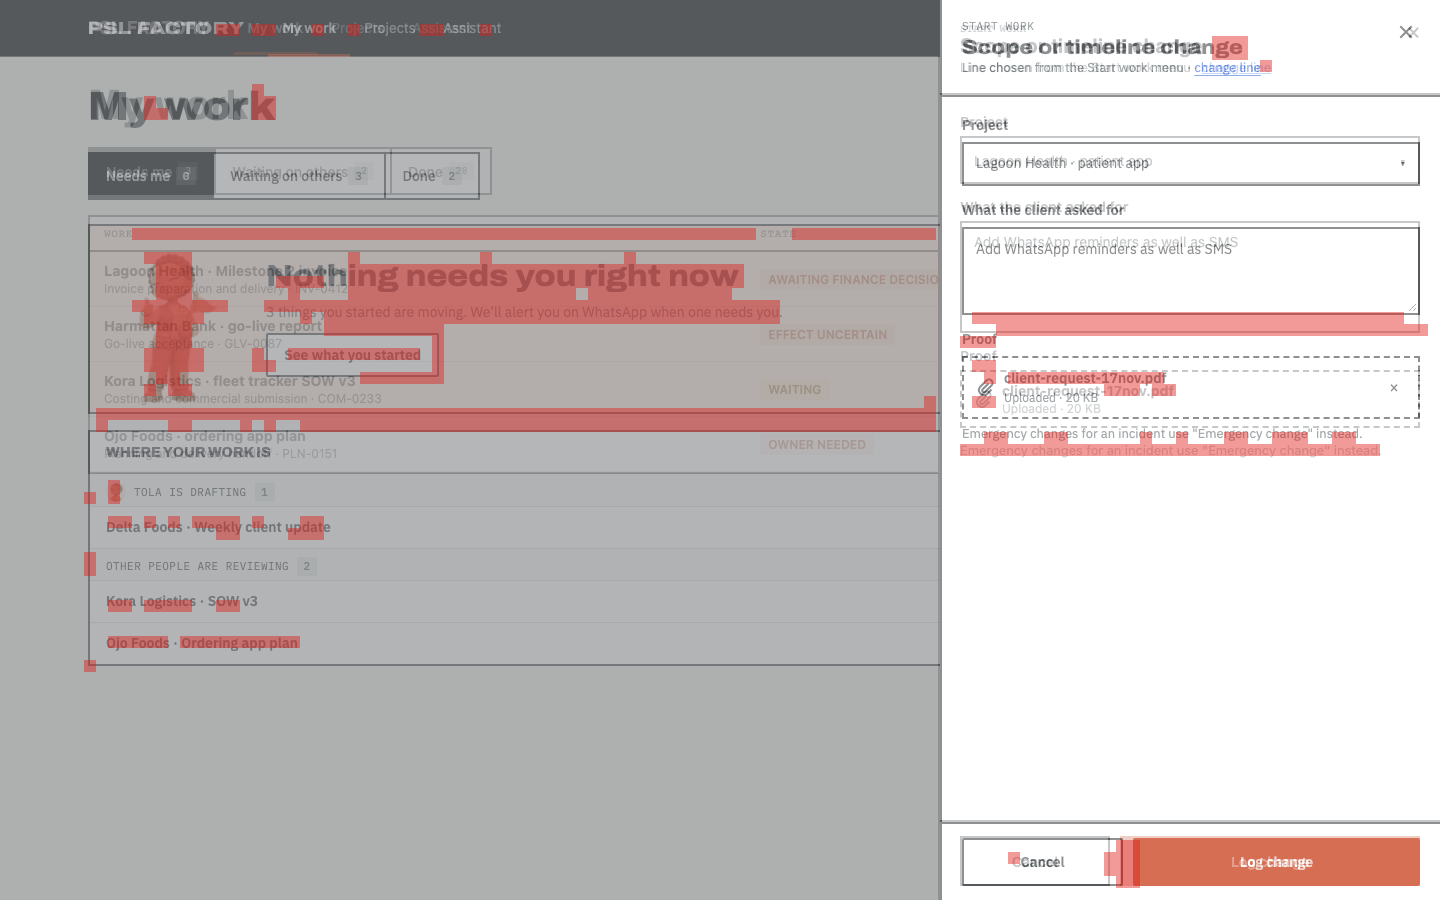 PSL FACTORY My work Projects Assistant
My work
Needs me 0 Waiting on others 3 Done 2
WORK STATE
Lagoon Health · Milestone 2 invoice
Invoice preparation and delivery · INV-0412
AWAITING FINANCE DECISIO
Nothing needs you right now
3 things you started are moving. We'll alert you on WhatsApp when one needs you.
Harmattan Bank · go-live report
Go-live acceptance · GLV-0087
EFFECT UNCERTAIN
See what you started
Kora Logistics · fleet tracker SOW v3
Costing and commercial submission · COM-0233
WAITING
Ojo Foods · ordering app plan
· PLN-0151
OWNER NEEDED
WHERE YOUR WORK IS
TOLA IS DRAFTING 1
Delta Foods · Weekly client update
OTHER PEOPLE ARE REVIEWING 2
Kora Logistics · SOW v3
Ojo Foods · Ordering app plan
START WORK
Scope or timeline change
Line chosen from the Start work menu · change line
Project
Lagoon Health · patient app
What the client asked for
Add WhatsApp reminders as well as SMS
Proof
client-request-17nov.pdf
Uploaded · 20 KB
Emergency changes for an incident use "Emergency change" instead.
Cancel
Log change